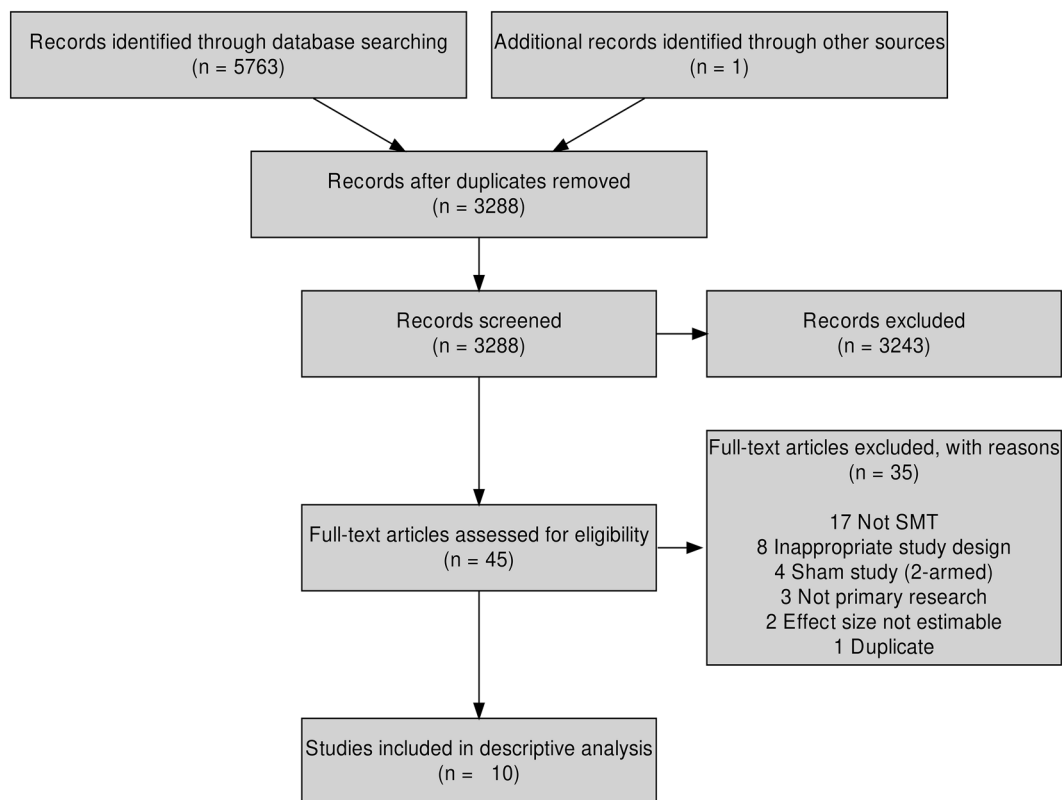 Records identified through database searching
(n = 5763)
Additional records identified through other sources
(n = 1)
Records after duplicates removed
(n = 3288)
Records screened
(n = 3288)
Records excluded
(n = 3243)
Full-text articles assessed for eligibility
(n = 45)
Full-text articles excluded, with reasons
(n = 35)
17 Not SMT
8 Inappropriate study design
4 Sham study (2-armed)
3 Not primary research
2 Effect size not estimable
1 Duplicate
Studies included in descriptive analysis
(n =   10)